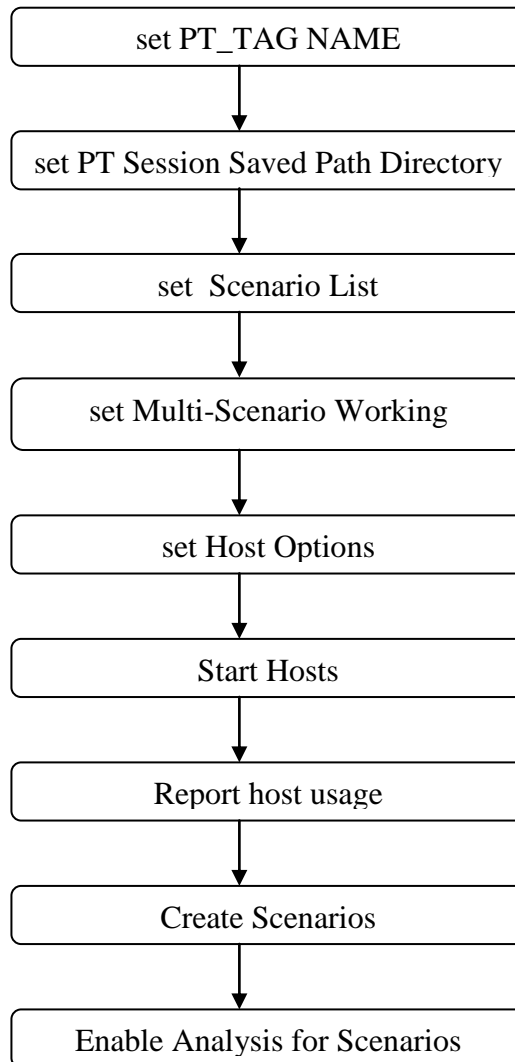 set PT_TAG NAME
set PT Session Saved Path Directory
set Scenario List
set Multi-Scenario Working
set Host Options
Start Hosts
Report host usage
Create Scenarios
Enable Analysis for Scenarios